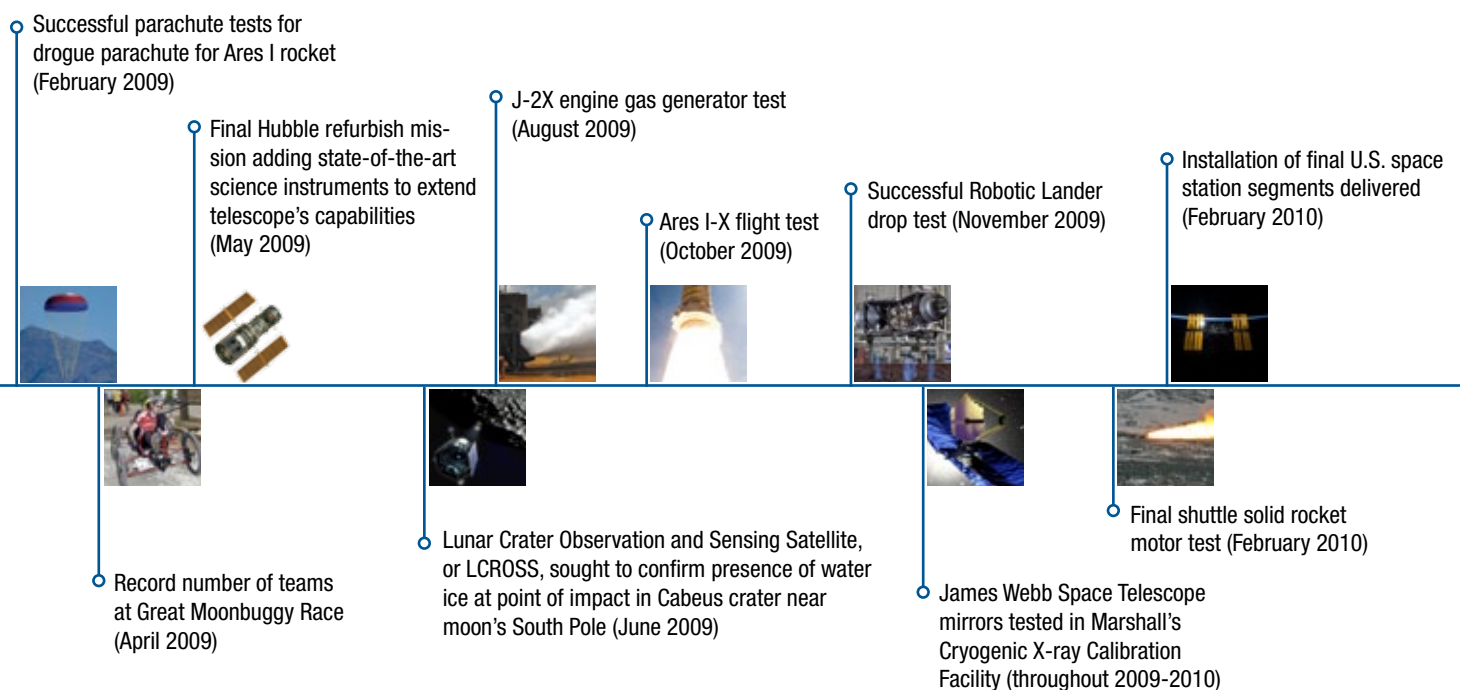 Successful parachute tests for
drogue parachute for Ares I rocket
(February 2009)
Final Hubble refurbish mis-
sion adding state-of-the-art
science instruments to extend
telescope's capabilities
(May 2009)
J-2X engine gas generator test
(August 2009)
Ares I-X flight test
(October 2009)
Successful Robotic Lander
drop test (November 2009)
Installation of final U.S. space
station segments delivered
(February 2010)
Record number of teams
at Great Moonbuggy Race
(April 2009)
Lunar Crater Observation and Sensing Satellite,
or LCROSS, sought to confirm presence of water
ice at point of impact in Cabeus crater near
moon's South Pole (June 2009)
James Webb Space Telescope
mirrors tested in Marshall's
Cryogenic X-ray Calibration
Facility (throughout 2009-2010)
Final shuttle solid rocket
motor test (February 2010)